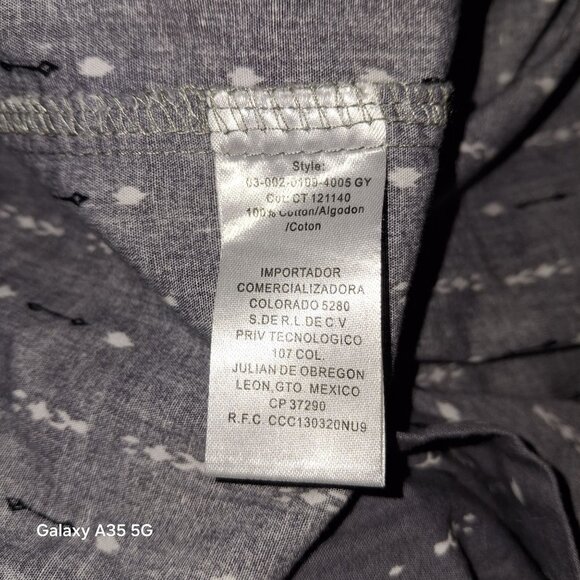 Style:
03-002-0109-4005 GY
Cut: CT 121140
100% Cotton/Algodon
/Coton
IMPORTADOR
COMERCIALIZADORA
COLORADO 5280
S.DE R.L.DE C.V
PRIV TECNOLOGICO
107 COL.
JULIAN DE OBREGON
LEON,GTO MEXICO
CP 37290
R.F.C CCC130320NU9
Galaxy A35 5G